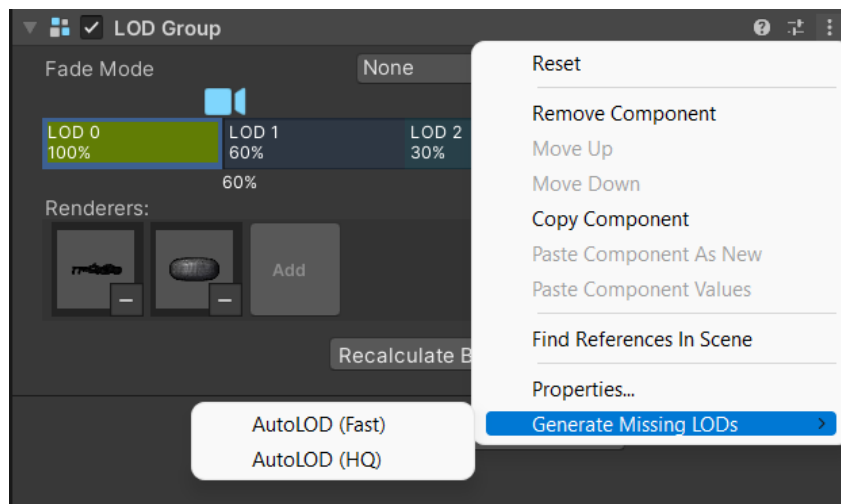 LOD Group
Fade Mode
None
LOD 0
100%
LOD 1
60%
LOD 2
30%
60%
Renderers:
Add
Recalculate B
Reset
Remove Component
Move Up
Move Down
Copy Component
Paste Component As New
Paste Component Values
Find References In Scene
Properties...
Generate Missing LODs
AutoLOD (Fast)
AutoLOD (HQ)